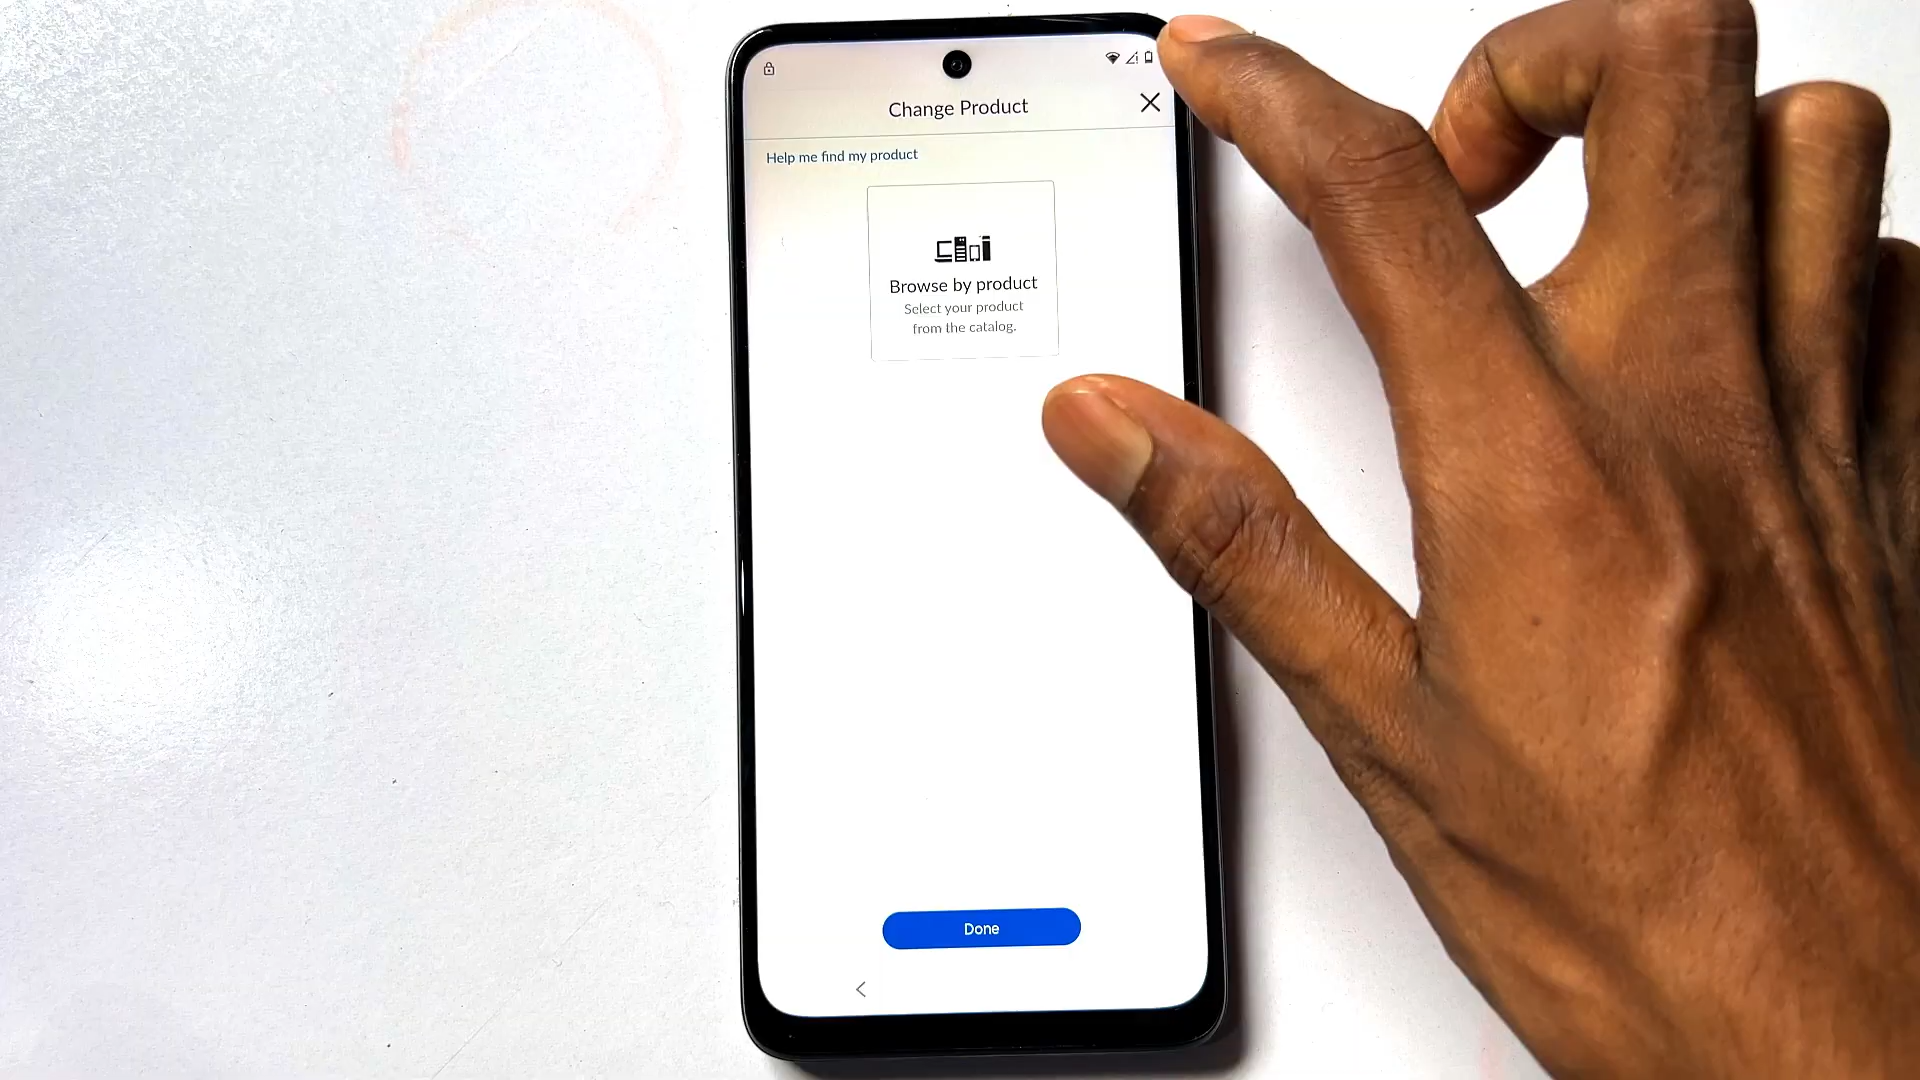 Change Product
Help me find my product
Browse by product
Select your product
from the catalog.
Done